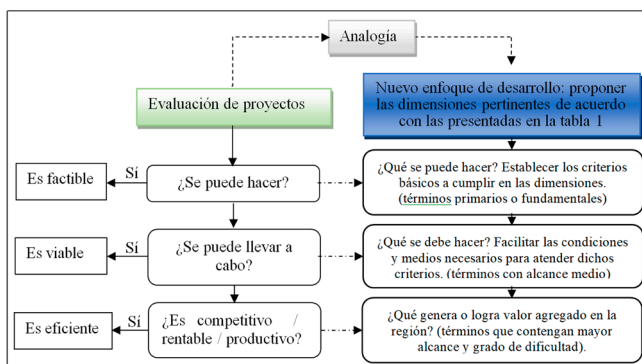 Analogía
Evaluación de proyectos
Nuevo enfoque de desarrollo: proponer
las dimensiones pertinentes de acuerdo
con las presentadas en la tabla 1
Es factible
Sí
¿Se puede hacer?
¿Qué se puede hacer? Establecer los criterios
básicos a cumplir en las dimensiones.
(términos primarios o fundamentales)
Es viable
Sí
¿Se puede llevar a
cabo?
¿Qué se debe hacer? Facilitar las condiciones
y medios necesarios para atender dichos
criterios. (términos con alcance medio)
Es eficiente
Sí
¿Es competitivo /
rentable / productivo?
¿Qué genera o logra valor agregado en la
región? (términos que contengan mayor
alcance y grado de dificultad).